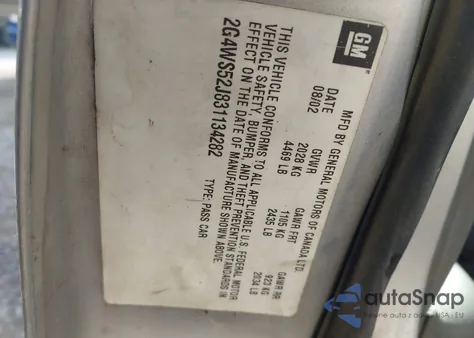 GM
MFD BY GENERAL MOTORS OF CANADA LTD.
DATE GVWR GAWR FRT GAWR RR
08/02 2028 KG 1105 KG 923 KG
4469 LB 2435 LB 2034 LB
THIS VEHICLE CONFORMS TO ALL APPLICABLE U.S. FEDERAL MOTOR
VEHICLE SAFETY, BUMPER, AND THEFT PREVENTION STANDARDS IN
EFFECT ON THE DATE OF MANUFACTURE SHOWN ABOVE.
2G4WS52J831134282 TYPE: PASS CAR
autoSnap
USA - EU